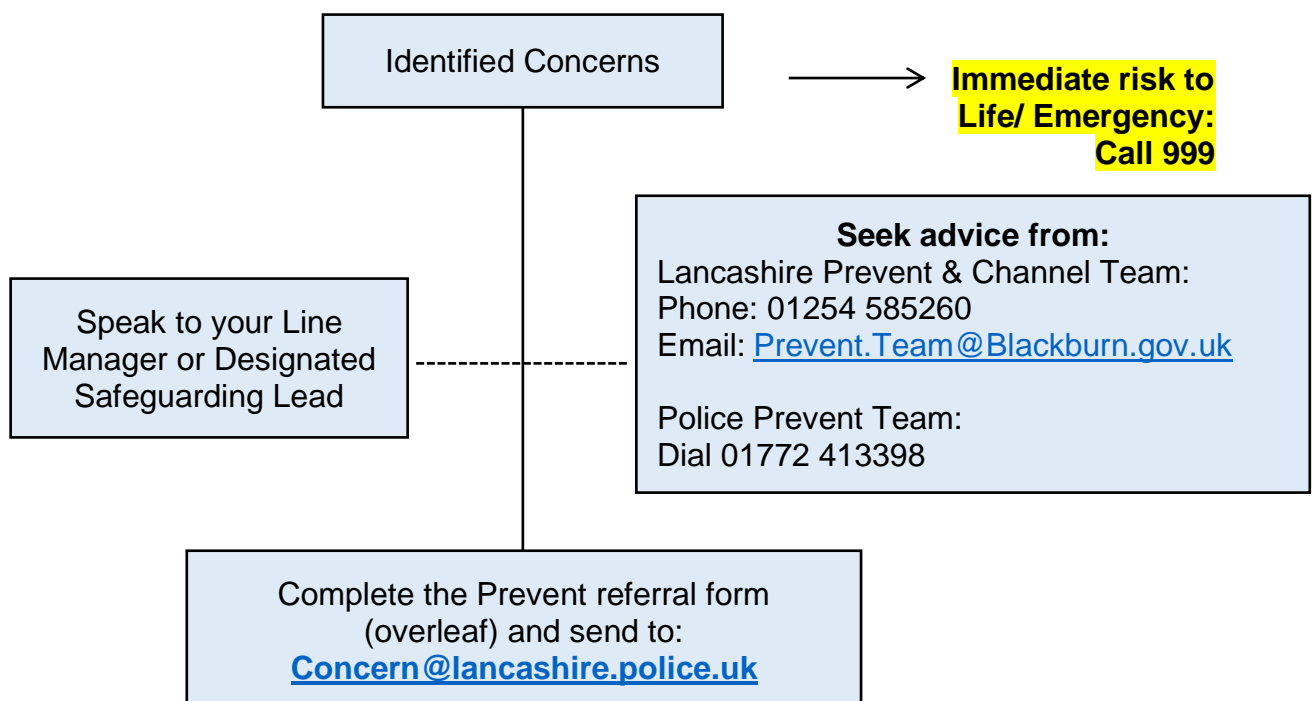 Identified Concerns
Immediate risk to
Life/ Emergency:
Call 999
Seek advice from:
Lancashire Prevent & Channel Team:
Phone: 01254 585260
Email: Prevent.Team@Blackburn.gov.uk
Police Prevent Team:
Dial 01772 413398
Speak to your Line
Manager or Designated
Safeguarding Lead
Complete the Prevent referral form
(overleaf) and send to:
Concern@lancashire.police.uk